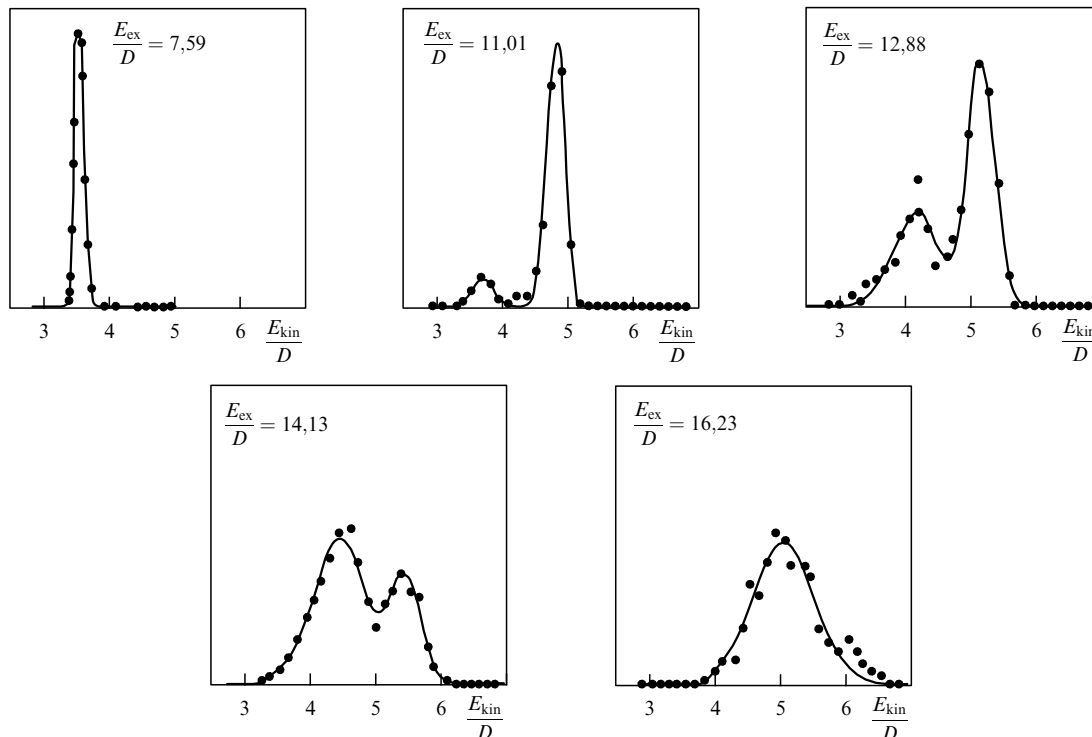 E_ex/D = 7,59
3 4 5 6 E_kin/D
E_ex/D = 11,01
3 4 5 6 E_kin/D
E_ex/D = 12,88
3 4 5 6 E_kin/D
E_ex/D = 14,13
3 4 5 6 E_kin/D
E_ex/D = 16,23
3 4 5 6 E_kin/D